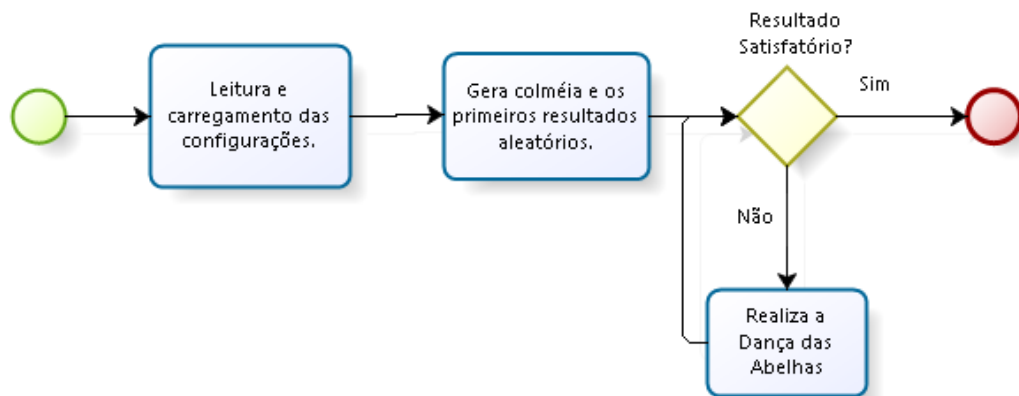 Leitura e
carregamento das
configurações.
Gera colméia e os
primeiros resultados
aleatórios.
Resultado
Satisfatório?
Sim
Não
Realiza a
Dança das
Abelhas